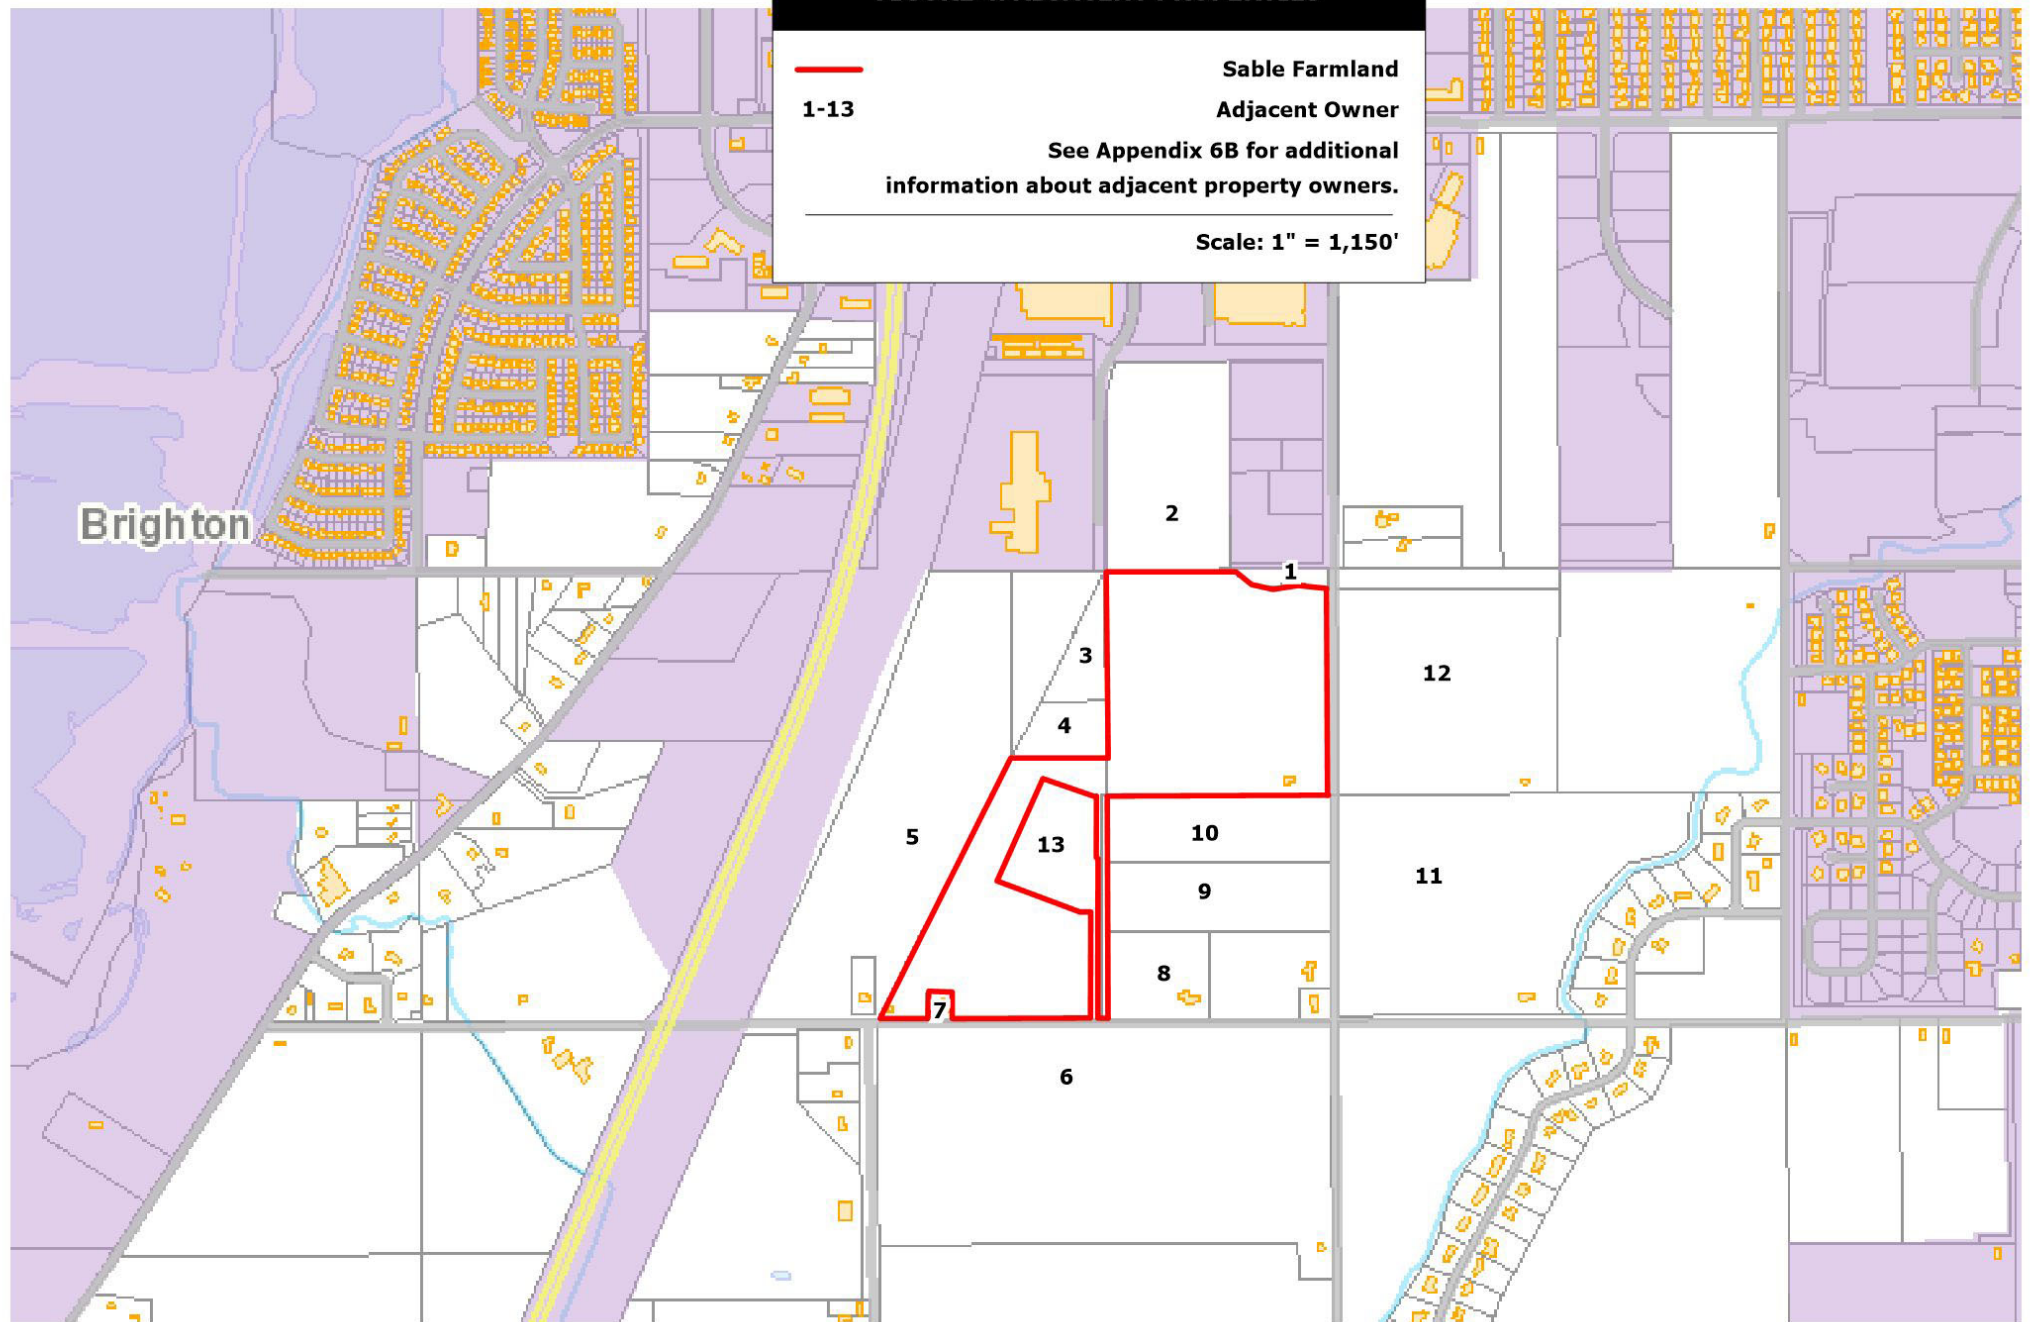 Sable Farmland
1-13 Adjacent Owner
See Appendix 6B for additional
information about adjacent property owners.
Scale: 1" = 1,150'
Brighton
2
1
3
12
4
5
13
10
11
9
8
7
6